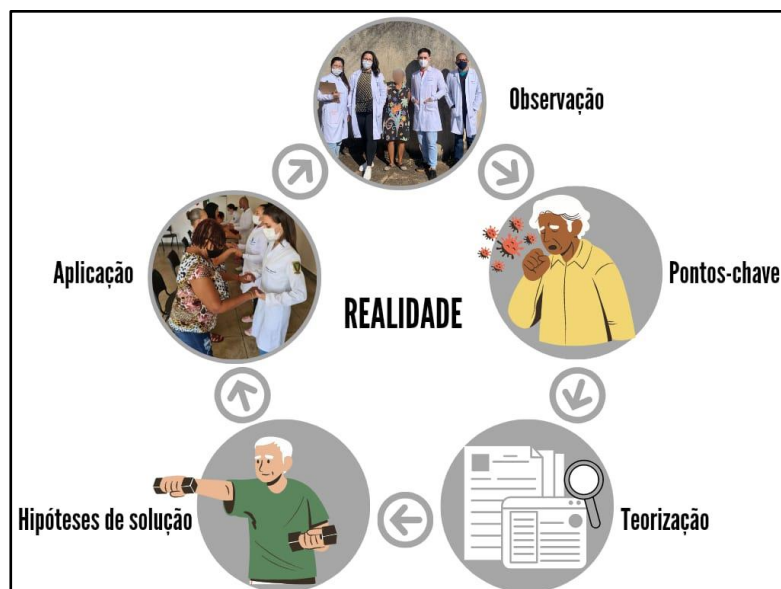 Observação
Pontos-chave
Teorização
Hipóteses de solução
Aplicação
REALIDADE